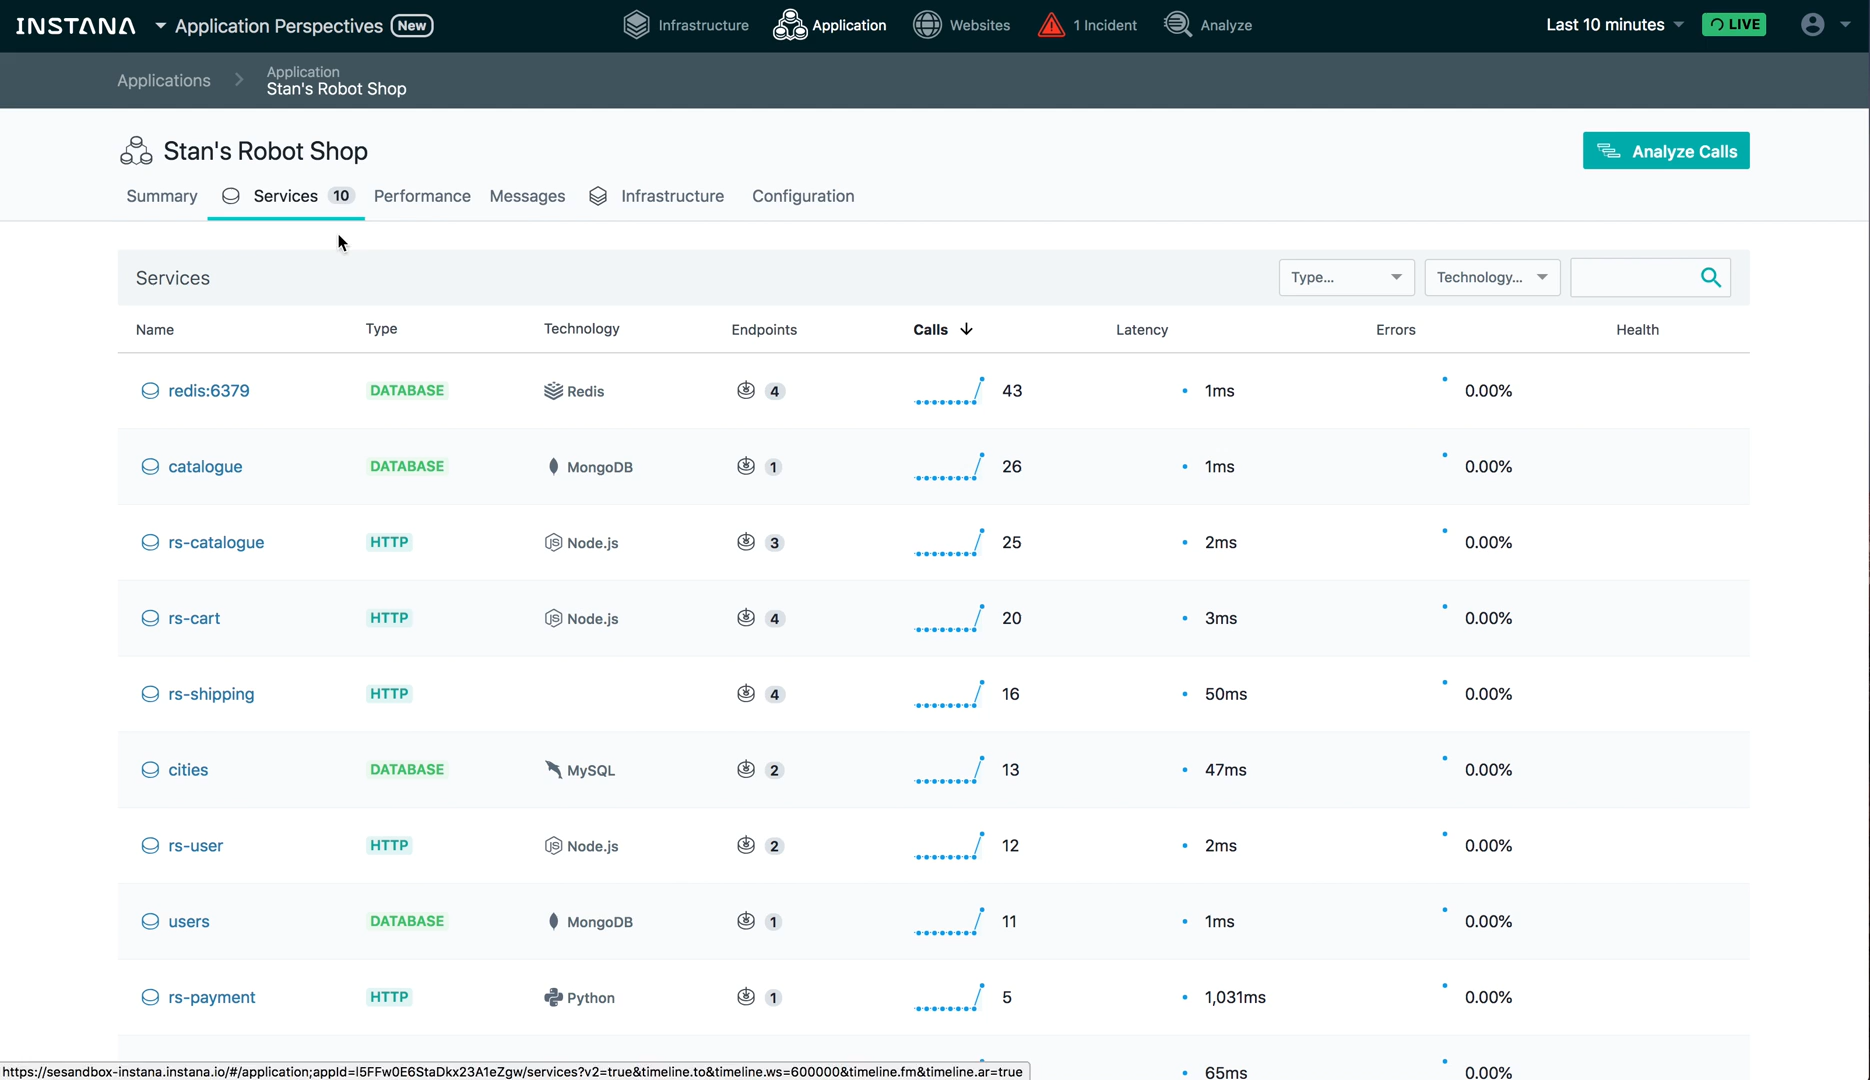 INSTANA Application Perspectives New Infrastructure Application Websites 1 Incident Analyze Last 10 minutes LIVE
Applications
Application
Stan's Robot Shop
Stan's Robot Shop Analyze Calls
Summary Services 10 Performance Messages Infrastructure Configuration
Services Type... Technology...
Name Type Technology Endpoints Calls Latency Errors Health
redis:6379 DATABASE Redis 4 43 1ms 0.00%
catalogue DATABASE MongoDB 1 26 1ms 0.00%
rs-catalogue HTTP Node.js 3 25 2ms 0.00%
rs-cart HTTP Node.js 4 20 3ms 0.00%
rs-shipping HTTP 4 16 50ms 0.00%
cities DATABASE MySQL 2 13 47ms 0.00%
rs-user HTTP Node.js 2 12 2ms 0.00%
users DATABASE MongoDB 1 11 1ms 0.00%
rs-payment HTTP Python 1 5 1,031ms 0.00%
65ms 0.00%
https://sesandbox-instana.instana.io/#/application;appId=l5FFw0E6StaDkx23A1eZgw/services?v2=true&timeline.to&timeline.ws=600000&timeline.fm&timeline.ar=true